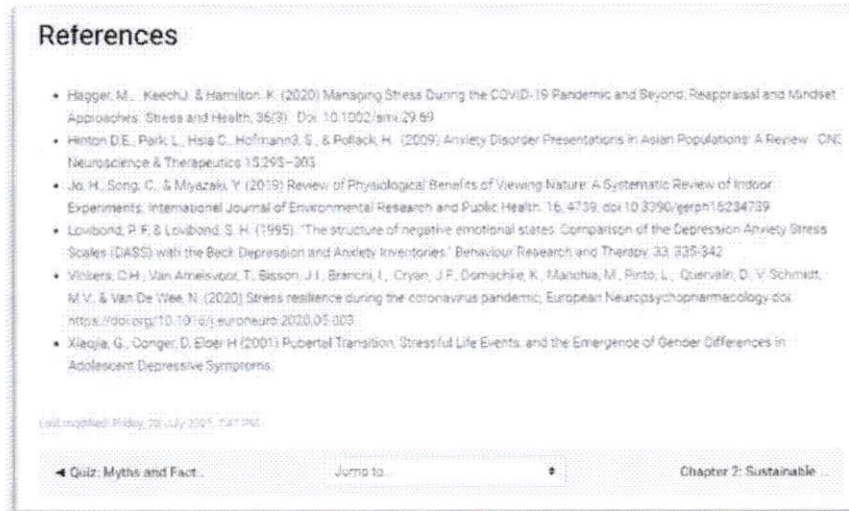 References
• Hagger, M., Keech, J. & Hamilton, K. (2020) Managing Stress During the COVID-19 Pandemic and Beyond, Reappraisal and Mindset
Approaches. Stress and Health, 36(3). Doi: 10.1002/smi.29.69
• Hinton D.E., Park, L., Hsia C., Hofmann3, S., & Pollack, H. (2009) Anxiety Disorder Presentations in Asian Populations: A Review. CNS
Neuroscience & Therapeutics 15 295–303
• Jo, H., Song, C., & Miyazaki, Y. (2019) Review of Physiological Benefits of Viewing Nature: A Systematic Review of Indoor
Experiments. International Journal of Environmental Research and Public Health. 16, 4739; doi:10.3390/ijerph16234739
• Lovibond, P. F. & Lovibond, S. H. (1995). "The structure of negative emotional states: Comparison of the Depression Anxiety Stress
Scales (DASS) with the Beck Depression and Anxiety Inventories." Behaviour Research and Therapy, 33, 335-342
• Vinkers, C.H., Van Amelsvoort, T., Bisson, J.I., Branchi, I., Cryan, J.F., Domschke, K., Manchia, M., Pinto, L., Quervain, D., V. Schmidt,
M.V., & Van De Wee, N. (2020) Stress resilience during the coronavirus pandemic, European Neuropsychopharmacology doi:
https://doi.org/10.1016/j.euroneuro.2020.05.003
• Xiaojia, G., Conger, D. Elder H (2001) Pubertal Transition, Stressful Life Events, and the Emergence of Gender Differences in
Adolescent Depressive Symptoms.
Last modified: Friday, July 7:47 PM
◄ Quiz: Myths and Fact...
Jump to...
Chapter 2: Sustainable ...